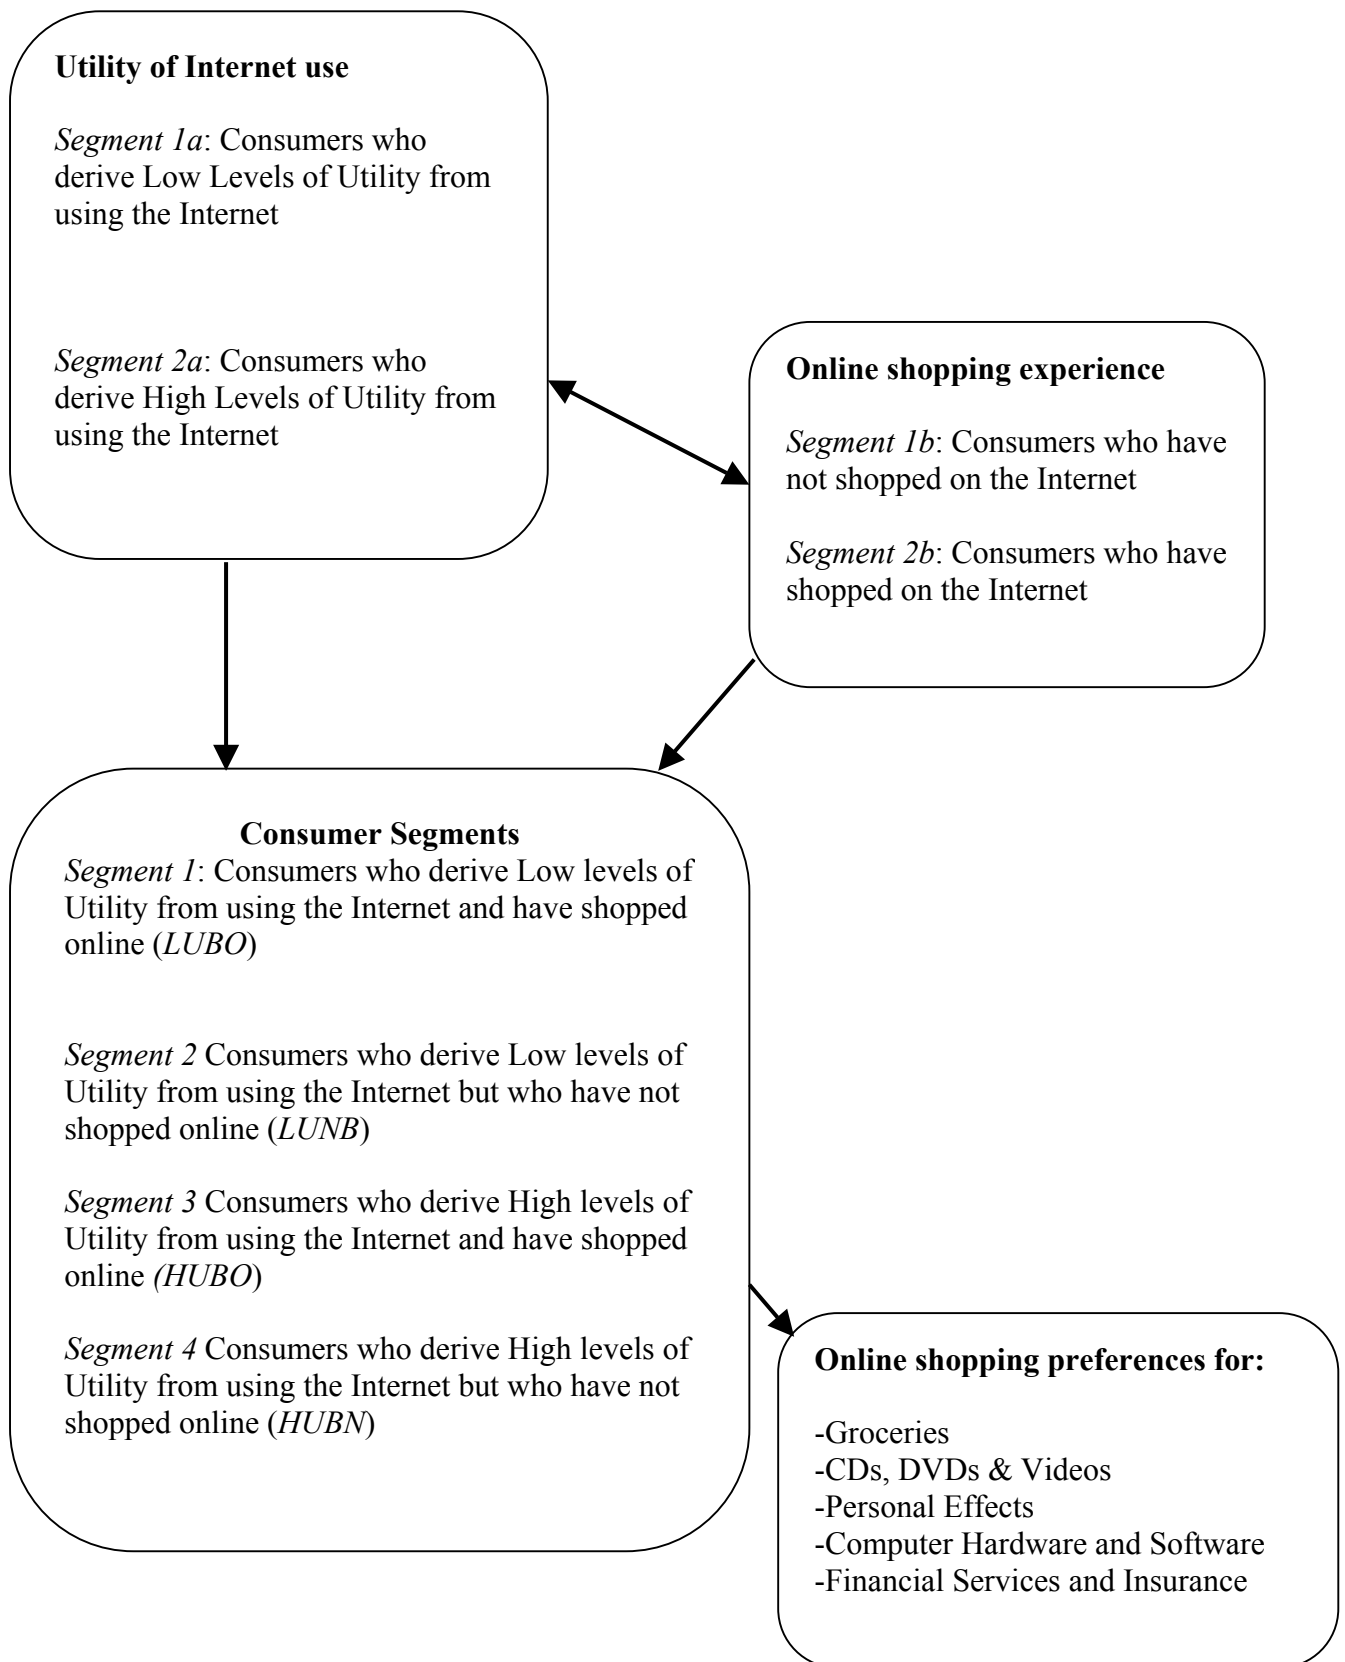 Utility of Internet use
Segment 1a: Consumers who
derive Low Levels of Utility from
using the Internet
Segment 2a: Consumers who
derive High Levels of Utility from
using the Internet
Online shopping experience
Segment 1b: Consumers who have
not shopped on the Internet
Segment 2b: Consumers who have
shopped on the Internet
Consumer Segments
Segment 1: Consumers who derive Low levels of
Utility from using the Internet and have shopped
online (LUBO)
Segment 2 Consumers who derive Low levels of
Utility from using the Internet but who have not
shopped online (LUNB)
Segment 3 Consumers who derive High levels of
Utility from using the Internet and have shopped
online (HUBO)
Segment 4 Consumers who derive High levels of
Utility from using the Internet but who have not
shopped online (HUBN)
Online shopping preferences for:
-Groceries
-CDs, DVDs & Videos
-Personal Effects
-Computer Hardware and Software
-Financial Services and Insurance